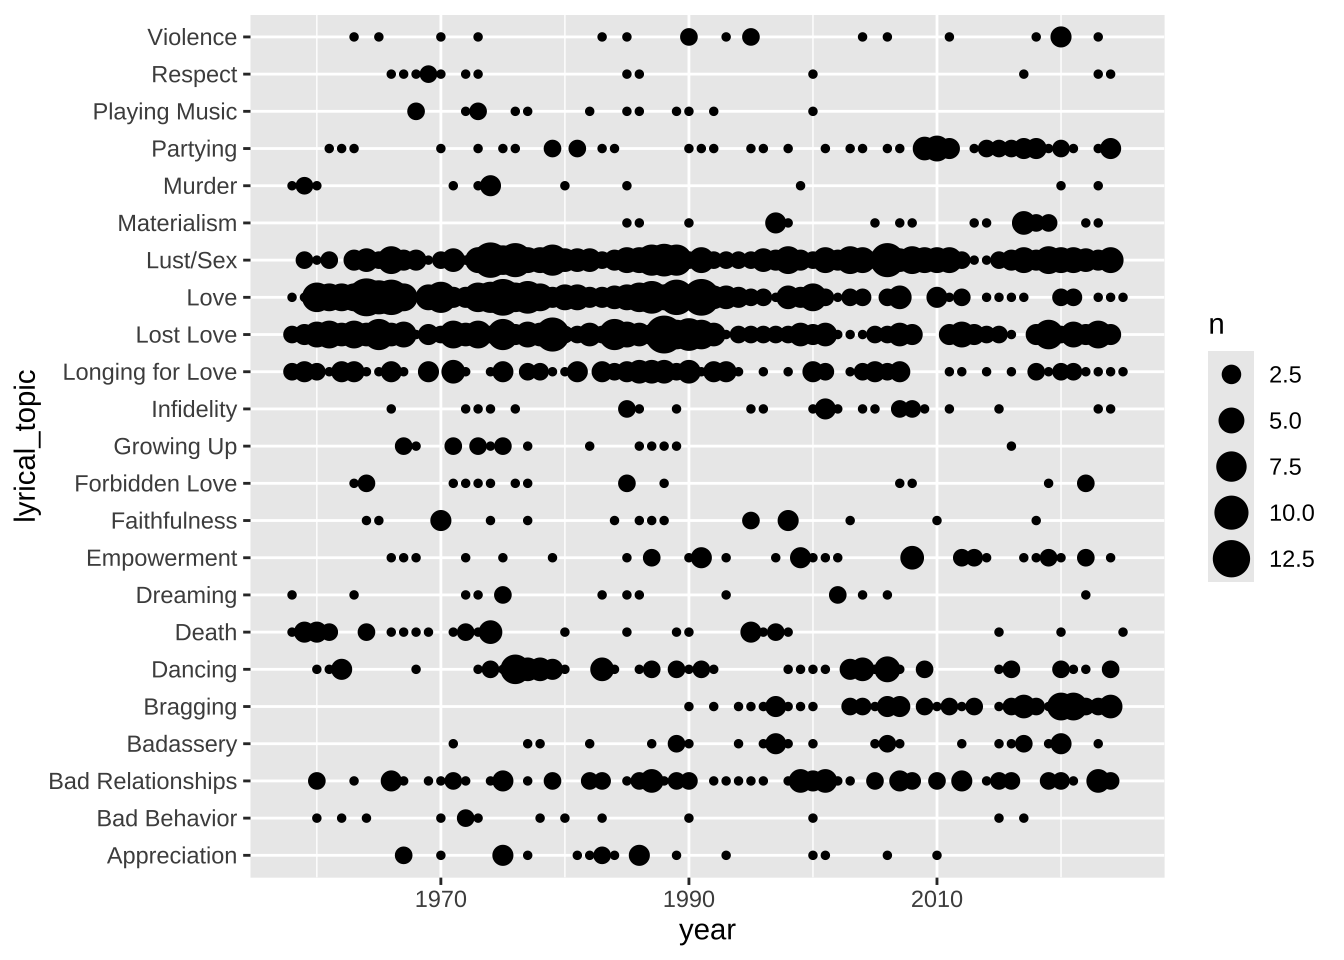 Violence
Respect
Playing Music
Partying
Murder
Materialism
Lust/Sex
Love
Lost Love
Longing for Love
Infidelity
Growing Up
Forbidden Love
Faithfulness
Empowerment
Dreaming
Death
Dancing
Bragging
Badassery
Bad Relationships
Bad Behavior
Appreciation
lyrical_topic
1970 1990 2010
year
n
2.5
5.0
7.5
10.0
12.5